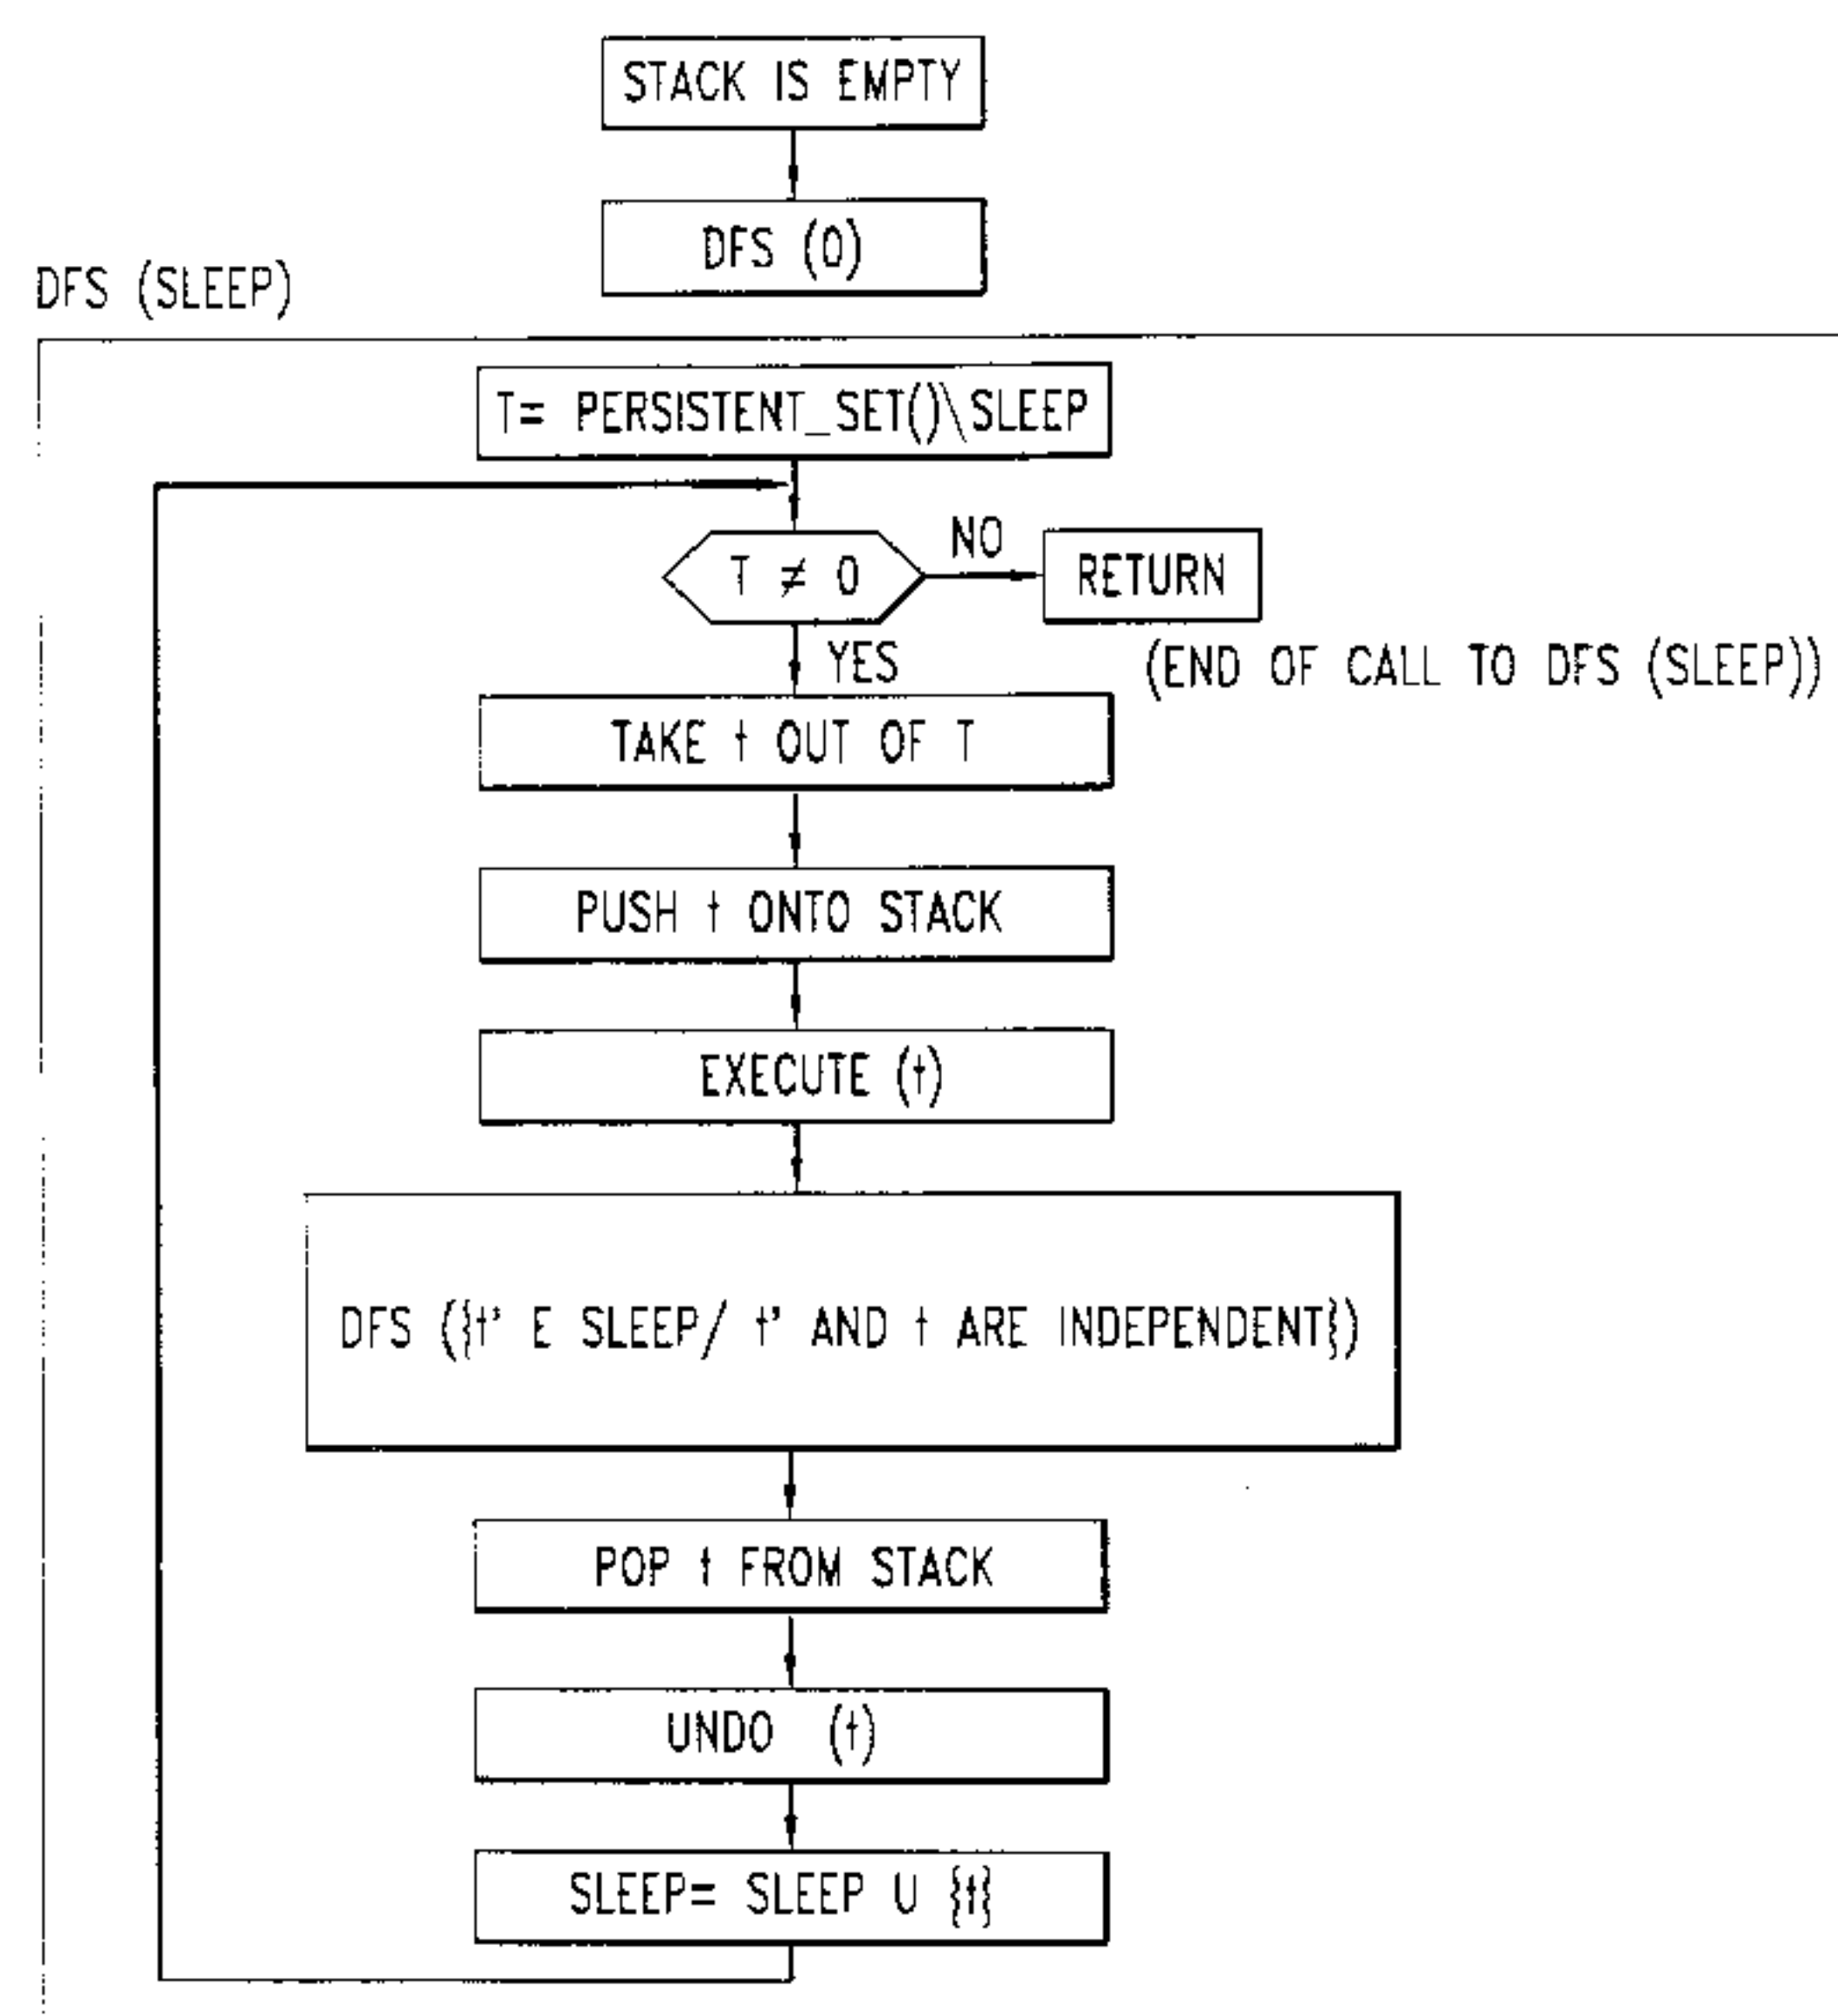 STACK IS EMPTY
DFS (0)
DFS (SLEEP)
T= PERSISTENT_SET()\SLEEP
T ≠ 0
NO
RETURN
YES
(END OF CALL TO DFS (SLEEP))
TAKE t OUT OF T
PUSH t ONTO STACK
EXECUTE (t)
DFS ({t' E SLEEP/ t' AND t ARE INDEPENDENT})
POP t FROM STACK
UNDO (t)
SLEEP= SLEEP U {t}